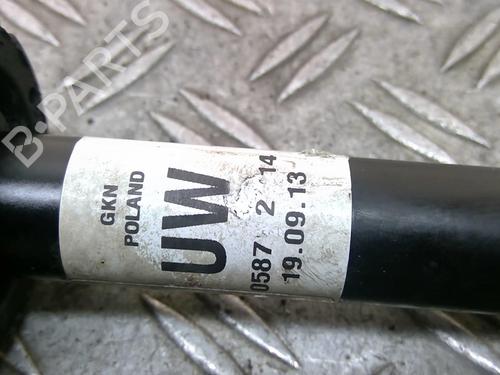 B-PARTS
GKN
POLAND
UW
0587 2 14
19.09.13